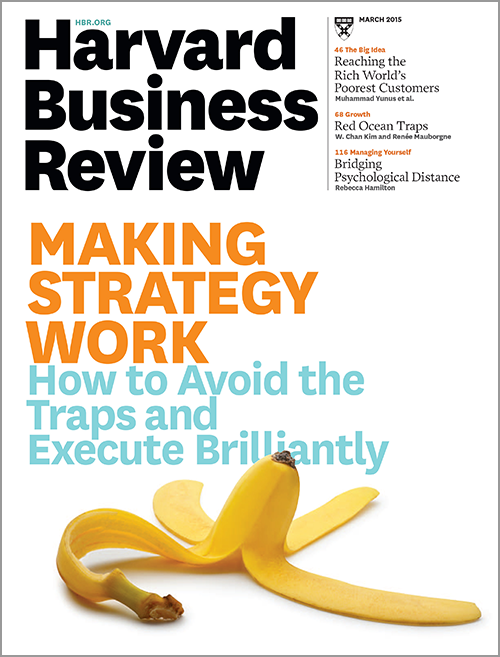 HBR.ORG
Harvard
Business
Review
MARCH 2015
46 The Big Idea
Reaching the
Rich World's
Poorest Customers
Muhammad Yunus et al.
68 Growth
Red Ocean Traps
W. Chan Kim and Renée Mauborgne
116 Managing Yourself
Bridging
Psychological Distance
Rebecca Hamilton
MAKING
STRATEGY
WORK
How to Avoid the
Traps and
Execute Brilliantly